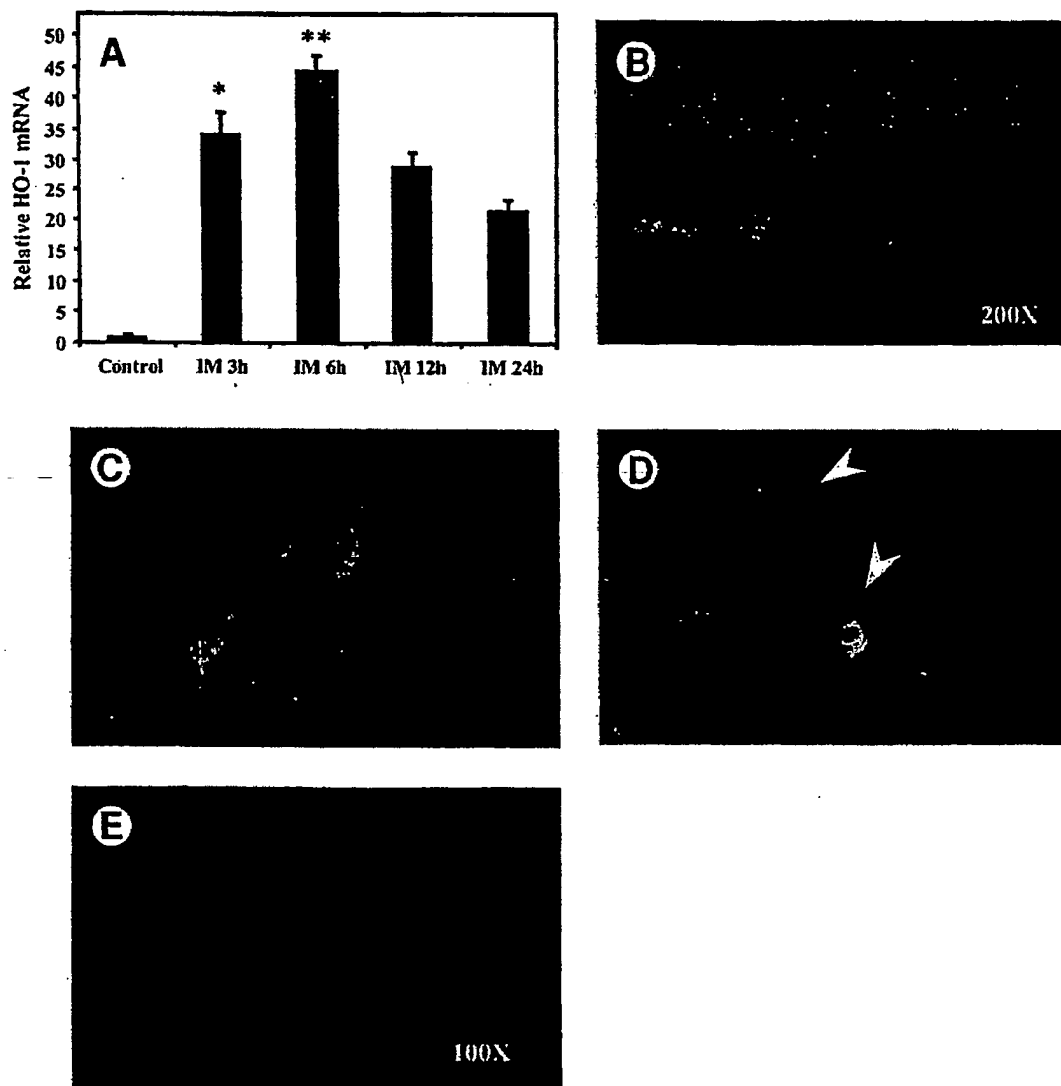 A
Relative HO-1 mRNA
50
45
40
35
30
25
20
15
10
5
0
*
**
Control
IM 3h
IM 6h
IM 12h
IM 24h
B
200X
C
D
E
100X